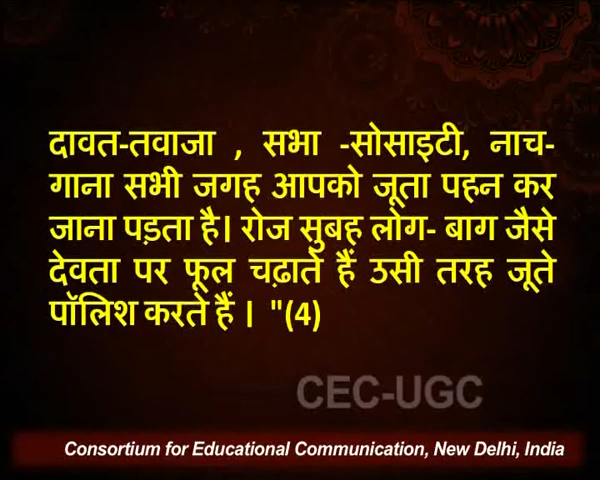 दावत-तवाजा , सभा -सोसाइटी, नाच-
गाना सभी जगह आपको जूता पहन कर
जाना पड़ता है। रोज सुबह लोग- बाग जैसे
देवता पर फूल चढ़ाते हैं उसी तरह जूते
पॉलिश करते हैं । "(4)
CEC-UGC
Consortium for Educational Communication, New Delhi, India